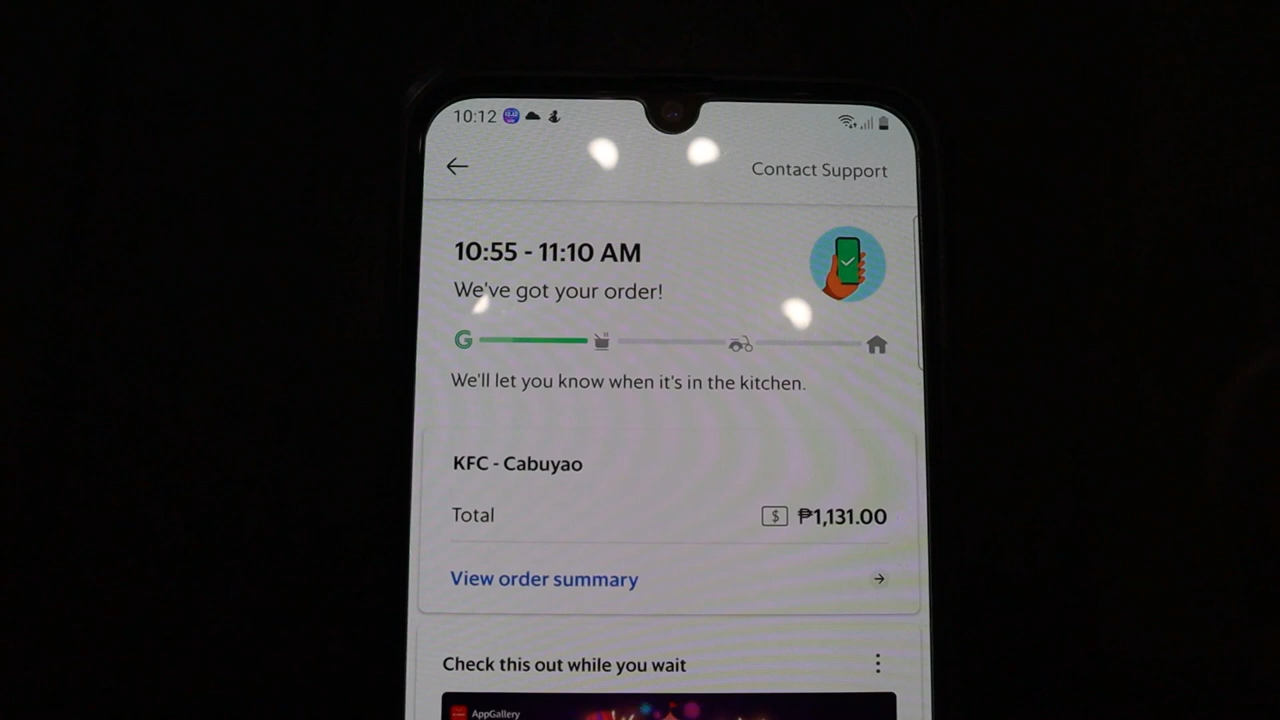 10:12
Contact Support
10:55 - 11:10 AM
We've got your order!
G
We'll let you know when it's in the kitchen.
KFC - Cabuyao
Total $ ₱1,131.00
View order summary
Check this out while you wait
AppGallery